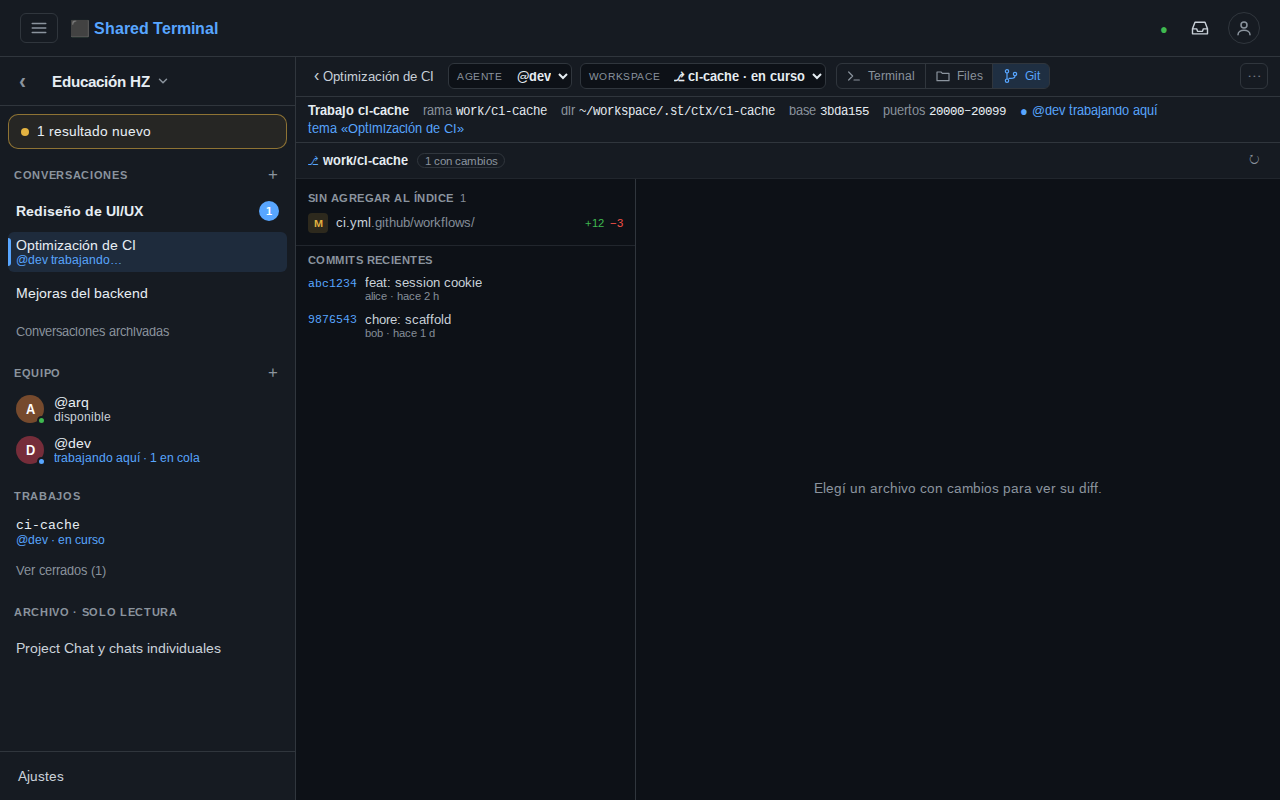 Shared Terminal
Educación HZ
1 resultado nuevo
CONVERSACIONES +
Rediseño de UI/UX 1
Optimización de CI
@dev trabajando…
Mejoras del backend
Conversaciones archivadas
EQUIPO +
A @arq
disponible
D @dev
trabajando aquí · 1 en cola
TRABAJOS
ci-cache
@dev · en curso
Ver cerrados (1)
ARCHIVO · SOLO LECTURA
Project Chat y chats individuales
Ajustes
‹ Optimización de CI AGENTE @dev WORKSPACE ⎇ ci-cache · en curso Terminal Files Git ···
Trabajo ci-cache rama work/c1-cache dir ~/workspace/.st/ctx/c1-cache base 3bda155 puertos 20000–20099 ● @dev trabajando aquí
tema «Optimización de CI»
⎇ work/ci-cache 1 con cambios ↻
SIN AGREGAR AL ÍNDICE 1
M ci.yml.github/workflows/ +12 −3
COMMITS RECIENTES
abc1234 feat: session cookie
alice · hace 2 h
9876543 chore: scaffold
bob · hace 1 d
Elegí un archivo con cambios para ver su diff.